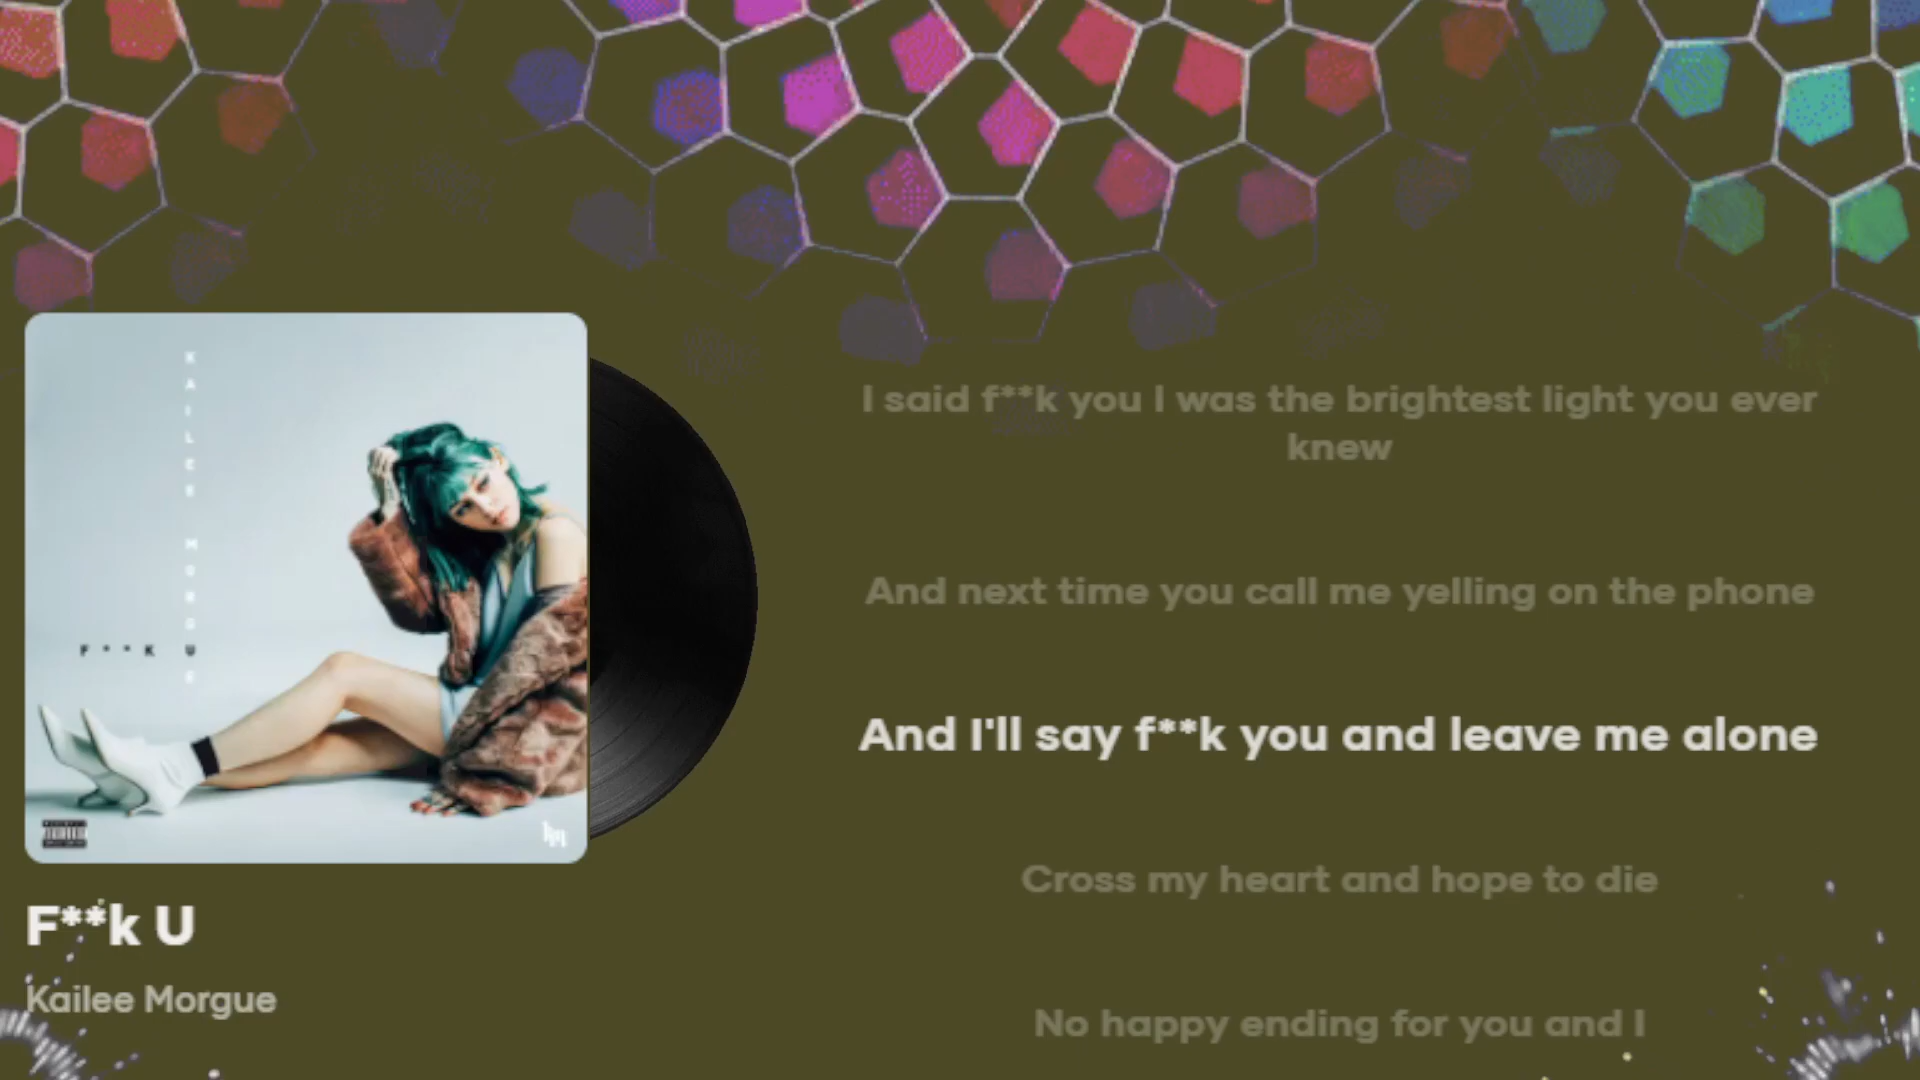 KAILEE MORGUE
F**K U
F**k U
Kailee Morgue
I said f**k you I was the brightest light you ever
knew
And next time you call me yelling on the phone
And I'll say f**k you and leave me alone
Cross my heart and hope to die
No happy ending for you and I